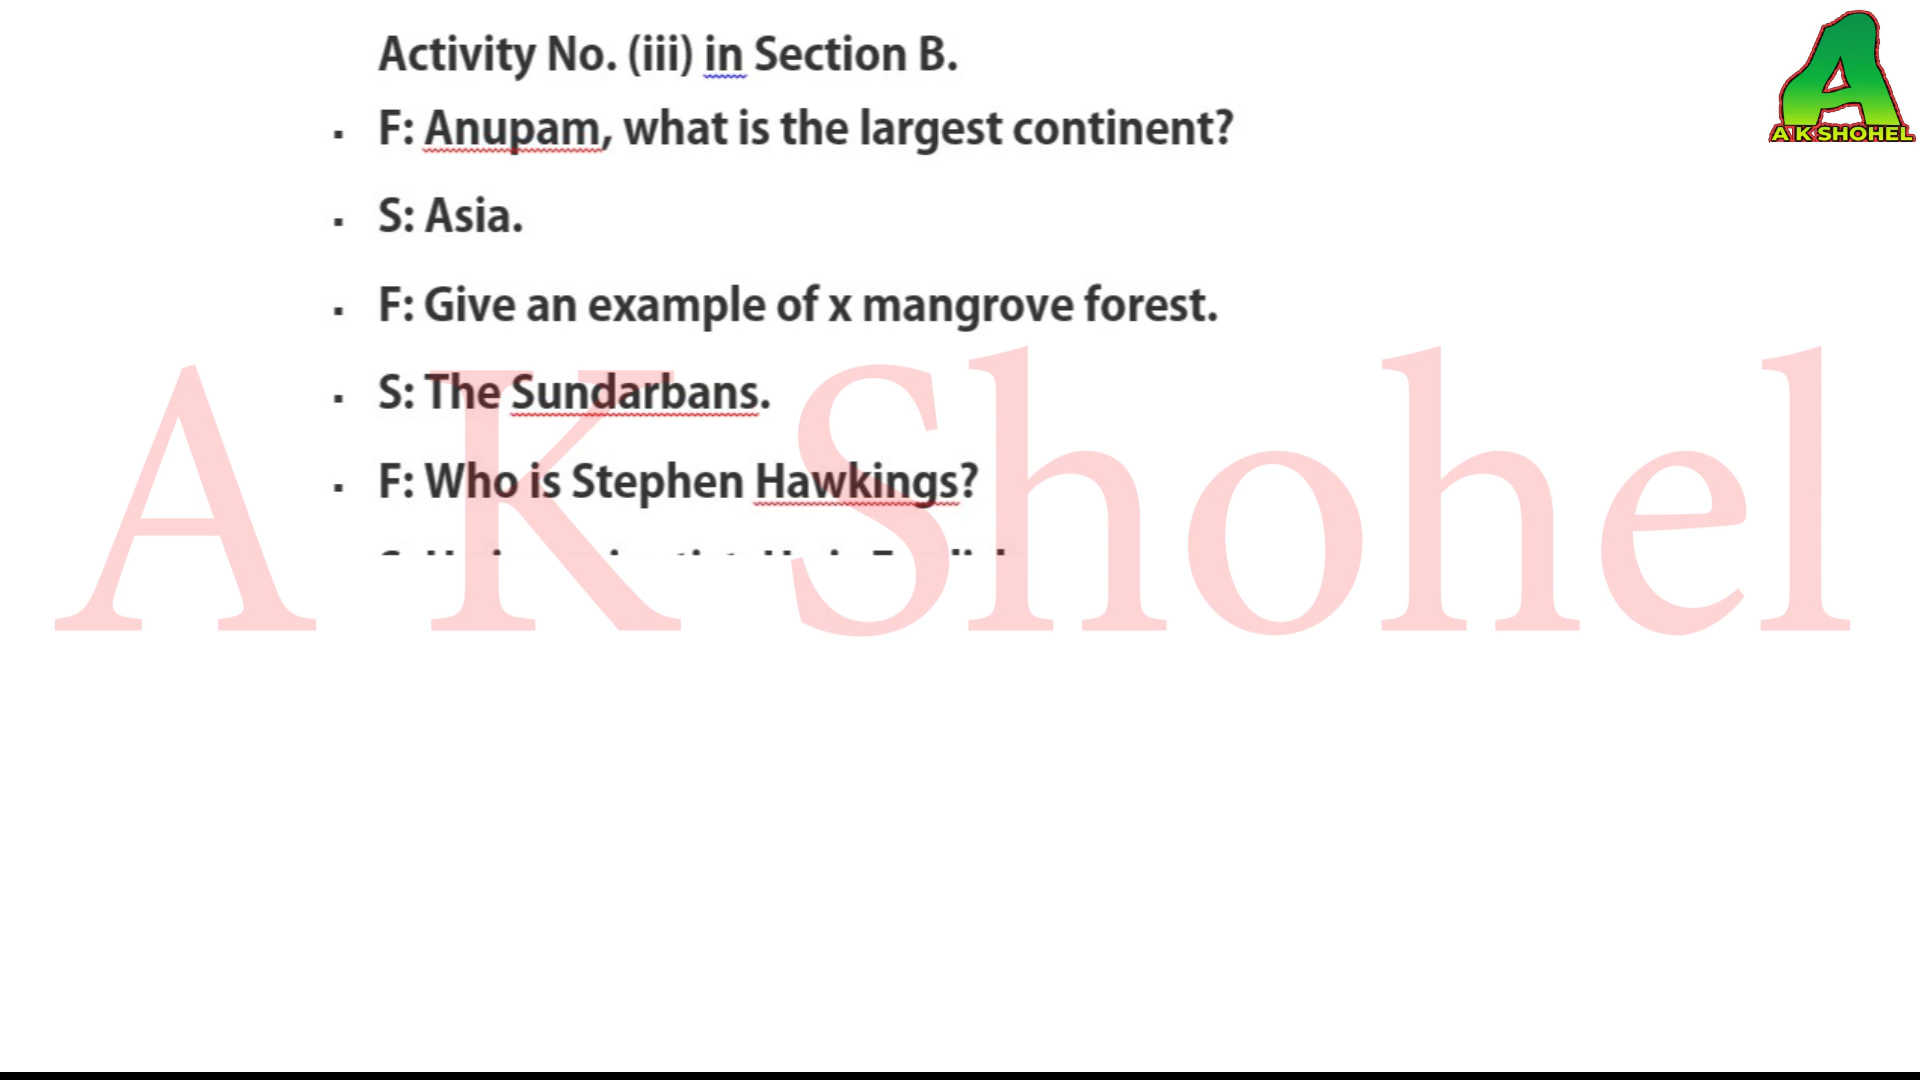 Activity No. (iii) in Section B.
A K SHOHEL
▪ F: Anupam, what is the largest continent?
▪ S: Asia.
▪ F: Give an example of x mangrove forest.
▪ S: The Sundarbans.
▪ F: Who is Stephen Hawkings?
A K Shohel